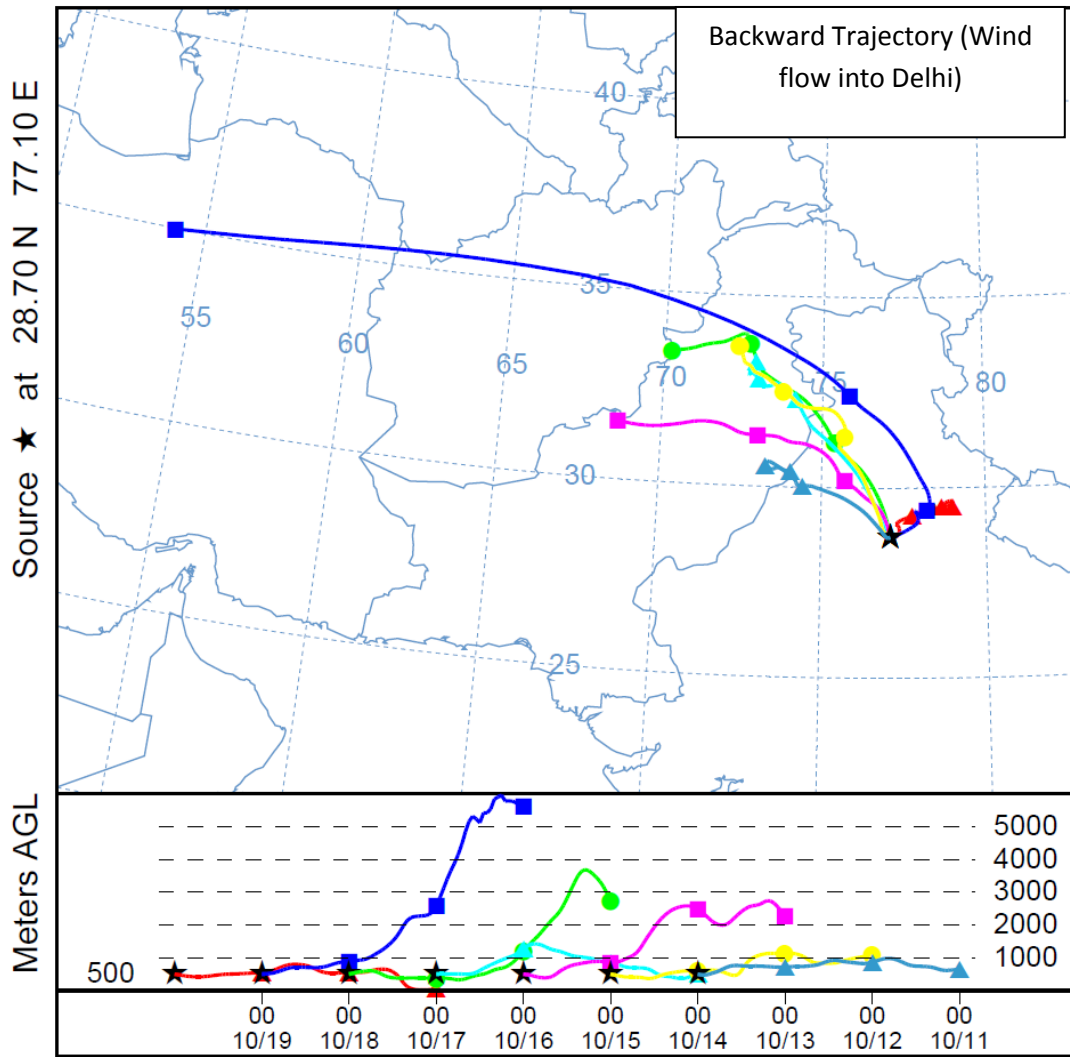 Backward Trajectory (Wind
flow into Delhi)
Source ★ at 28.70 N 77.10 E
40
35
55
60
65
70
75
80
30
25
Meters AGL
5000
4000
3000
2000
1000
500
00 00 00 00 00 00 00 00 00
10/19 10/18 10/17 10/16 10/15 10/14 10/13 10/12 10/11